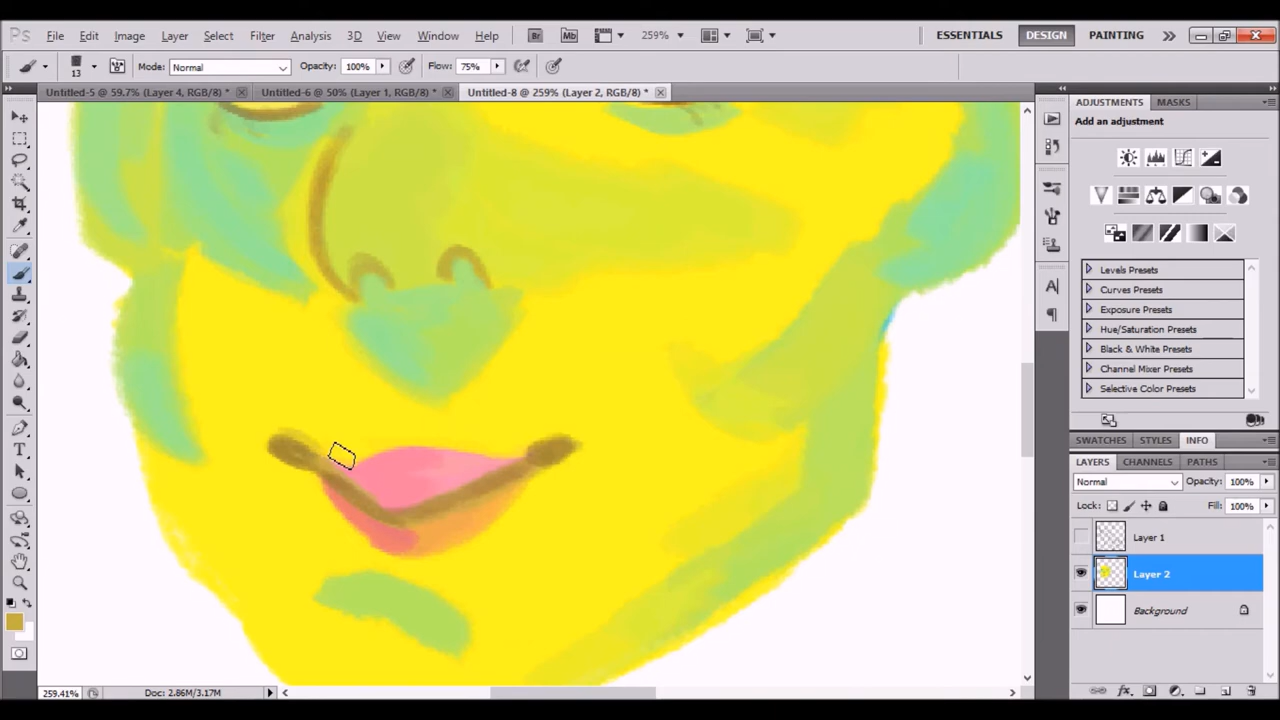 Ps File Edit Image Layer Select Filter Analysis 3D View Window Help Br Mb 259% ESSENTIALS DESIGN PAINTING
13 Mode: Normal Opacity: 100% Flow: 75%
Untitled-5 @ 59.7% (Layer 4, RGB/8) * Untitled-6 @ 50% (Layer 1, RGB/8) * Untitled-8 @ 259% (Layer 2, RGB/8) *
ADJUSTMENTS MASKS
Add an adjustment
Levels Presets
Curves Presets
Exposure Presets
Hue/Saturation Presets
Black & White Presets
Channel Mixer Presets
Selective Color Presets
SWATCHES STYLES INFO
LAYERS CHANNELS PATHS
Normal Opacity: 100%
Lock: Fill: 100%
Layer 1
Layer 2
Background
259.41% Doc: 2.86M/3.17M